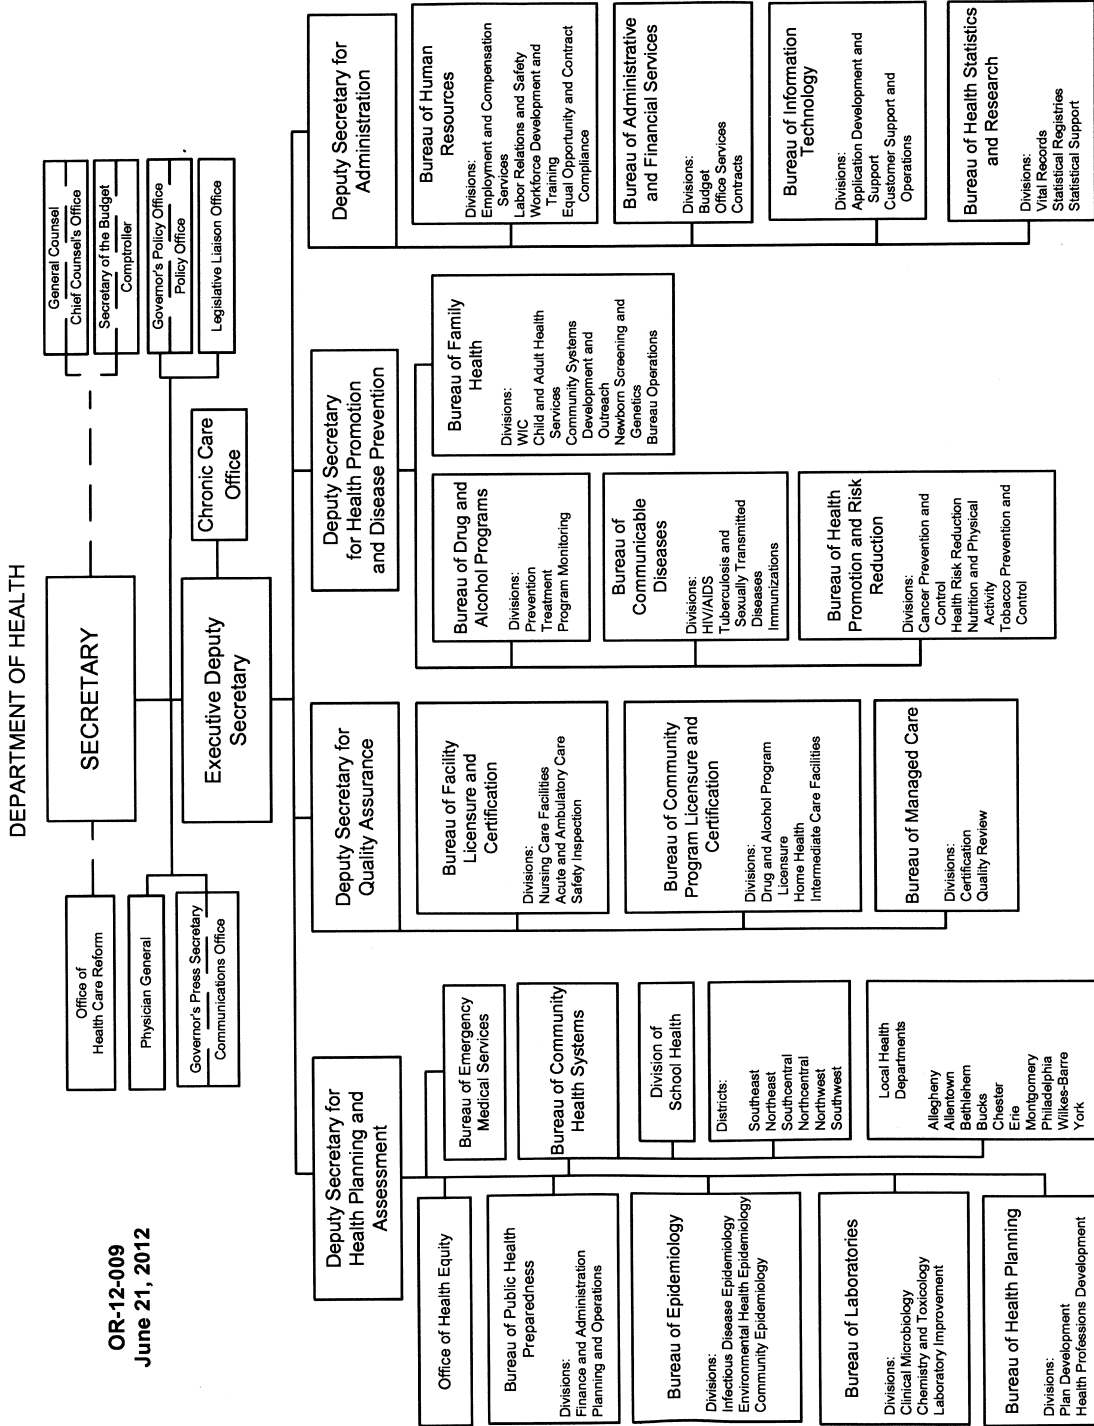 DEPARTMENT OF HEALTH
OR-12-009
June 21, 2012
SECRETARY
Office of
Health Care Reform
Physician General
Governor's Press Secretary
Communications Office
General Counsel
Chief Counsel's Office
Secretary of the Budget
Comptroller
Governor's Policy Office
Policy Office
Legislative Liaison Office
Executive Deputy
Secretary
Chronic Care
Office
Deputy Secretary for
Health Planning and
Assessment
Office of Health Equity
Bureau of Public Health
Preparedness
Divisions:
Finance and Administration
Planning and Operations
Bureau of Epidemiology
Divisions:
Infectious Disease Epidemiology
Environmental Health Epidemiology
Community Epidemiology
Bureau of Laboratories
Divisions:
Clinical Microbiology
Chemistry and Toxicology
Laboratory Improvement
Bureau of Health Planning
Divisions:
Plan Development
Health Professions Development
Bureau of Emergency
Medical Services
Bureau of Community
Health Systems
Division of
School Health
Districts:
Southeast
Northeast
Southcentral
Northcentral
Northwest
Southwest
Local Health
Departments
Allegheny
Allentown
Bethlehem
Bucks
Chester
Erie
Montgomery
Philadelphia
Wilkes-Barre
York
Deputy Secretary for
Quality Assurance
Bureau of Facility
Licensure and
Certification
Divisions:
Nursing Care Facilities
Acute and Ambulatory Care
Safety Inspection
Bureau of Community
Program Licensure and
Certification
Divisions:
Drug and Alcohol Program
Licensure
Home Health
Intermediate Care Facilities
Bureau of Managed Care
Divisions:
Certification
Quality Review
Deputy Secretary
for Health Promotion
and Disease Prevention
Bureau of Drug and
Alcohol Programs
Divisions:
Prevention
Treatment
Program Monitoring
Bureau of
Communicable
Diseases
Divisions:
HIV/AIDS
Tuberculosis and
Sexually Transmitted
Diseases
Immunizations
Bureau of Health
Promotion and Risk
Reduction
Divisions:
Cancer Prevention and
Control
Health Risk Reduction
Nutrition and Physical
Activity
Tobacco Prevention and
Control
Bureau of Family
Health
Divisions:
WIC
Child and Adult Health
Services
Community Systems
Development and
Outreach
Newborn Screening and
Genetics
Bureau Operations
Deputy Secretary for
Administration
Bureau of Human
Resources
Divisions:
Employment and Compensation
Services
Labor Relations and Safety
Workforce Development and
Training
Equal Opportunity and Contract
Compliance
Bureau of Administrative
and Financial Services
Divisions:
Budget
Office Services
Contracts
Bureau of Information
Technology
Divisions:
Application Development and
Support
Customer Support and
Operations
Bureau of Health Statistics
and Research
Divisions:
Vital Records
Statistical Registries
Statistical Support